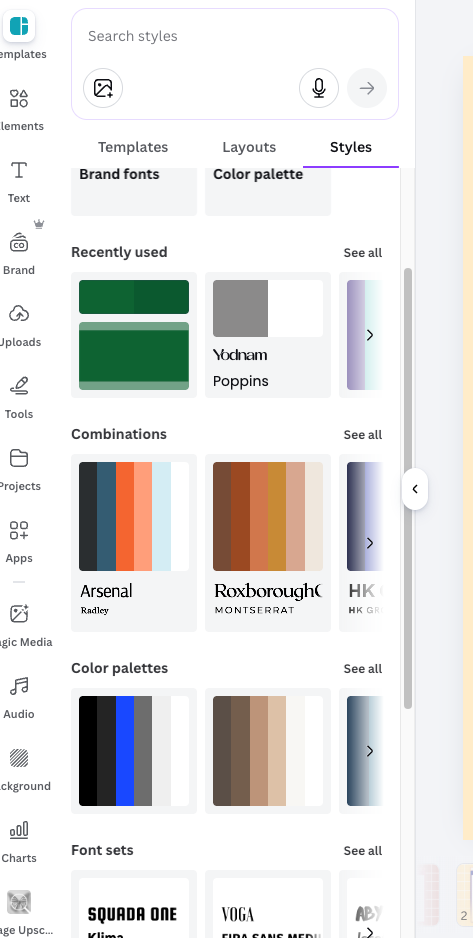 Search styles
Templates
Layouts
Styles
emplates
lements
Text
Brand
Uploads
Tools
Projects
Apps
agic Media
Audio
ckground
Charts
age Upsc...
Brand fonts
Color palette
Recently used
See all
Yodnam
Poppins
Combinations
See all
Arsenal
Radley
RoxboroughC
MONTSERRAT
HK G
HK GR
Color palettes
See all
Font sets
See all
SQUADA ONE
Klima
VOGA
FIRA SANS MEDIU
ABY
2